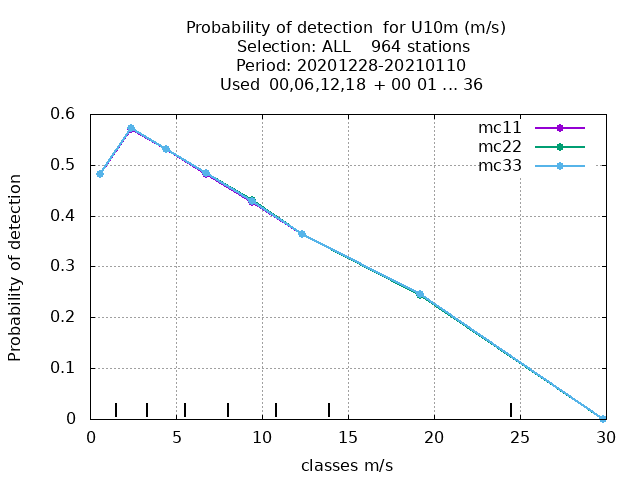 Probability of detection for U10m (m/s)
Selection: ALL 964 stations
Period: 20201228-20210110
Used 00,06,12,18 + 00 01 ... 36
mc11
mc22
mc33
Probability of detection
0.6
0.5
0.4
0.3
0.2
0.1
0
0 5 10 15 20 25 30
classes m/s